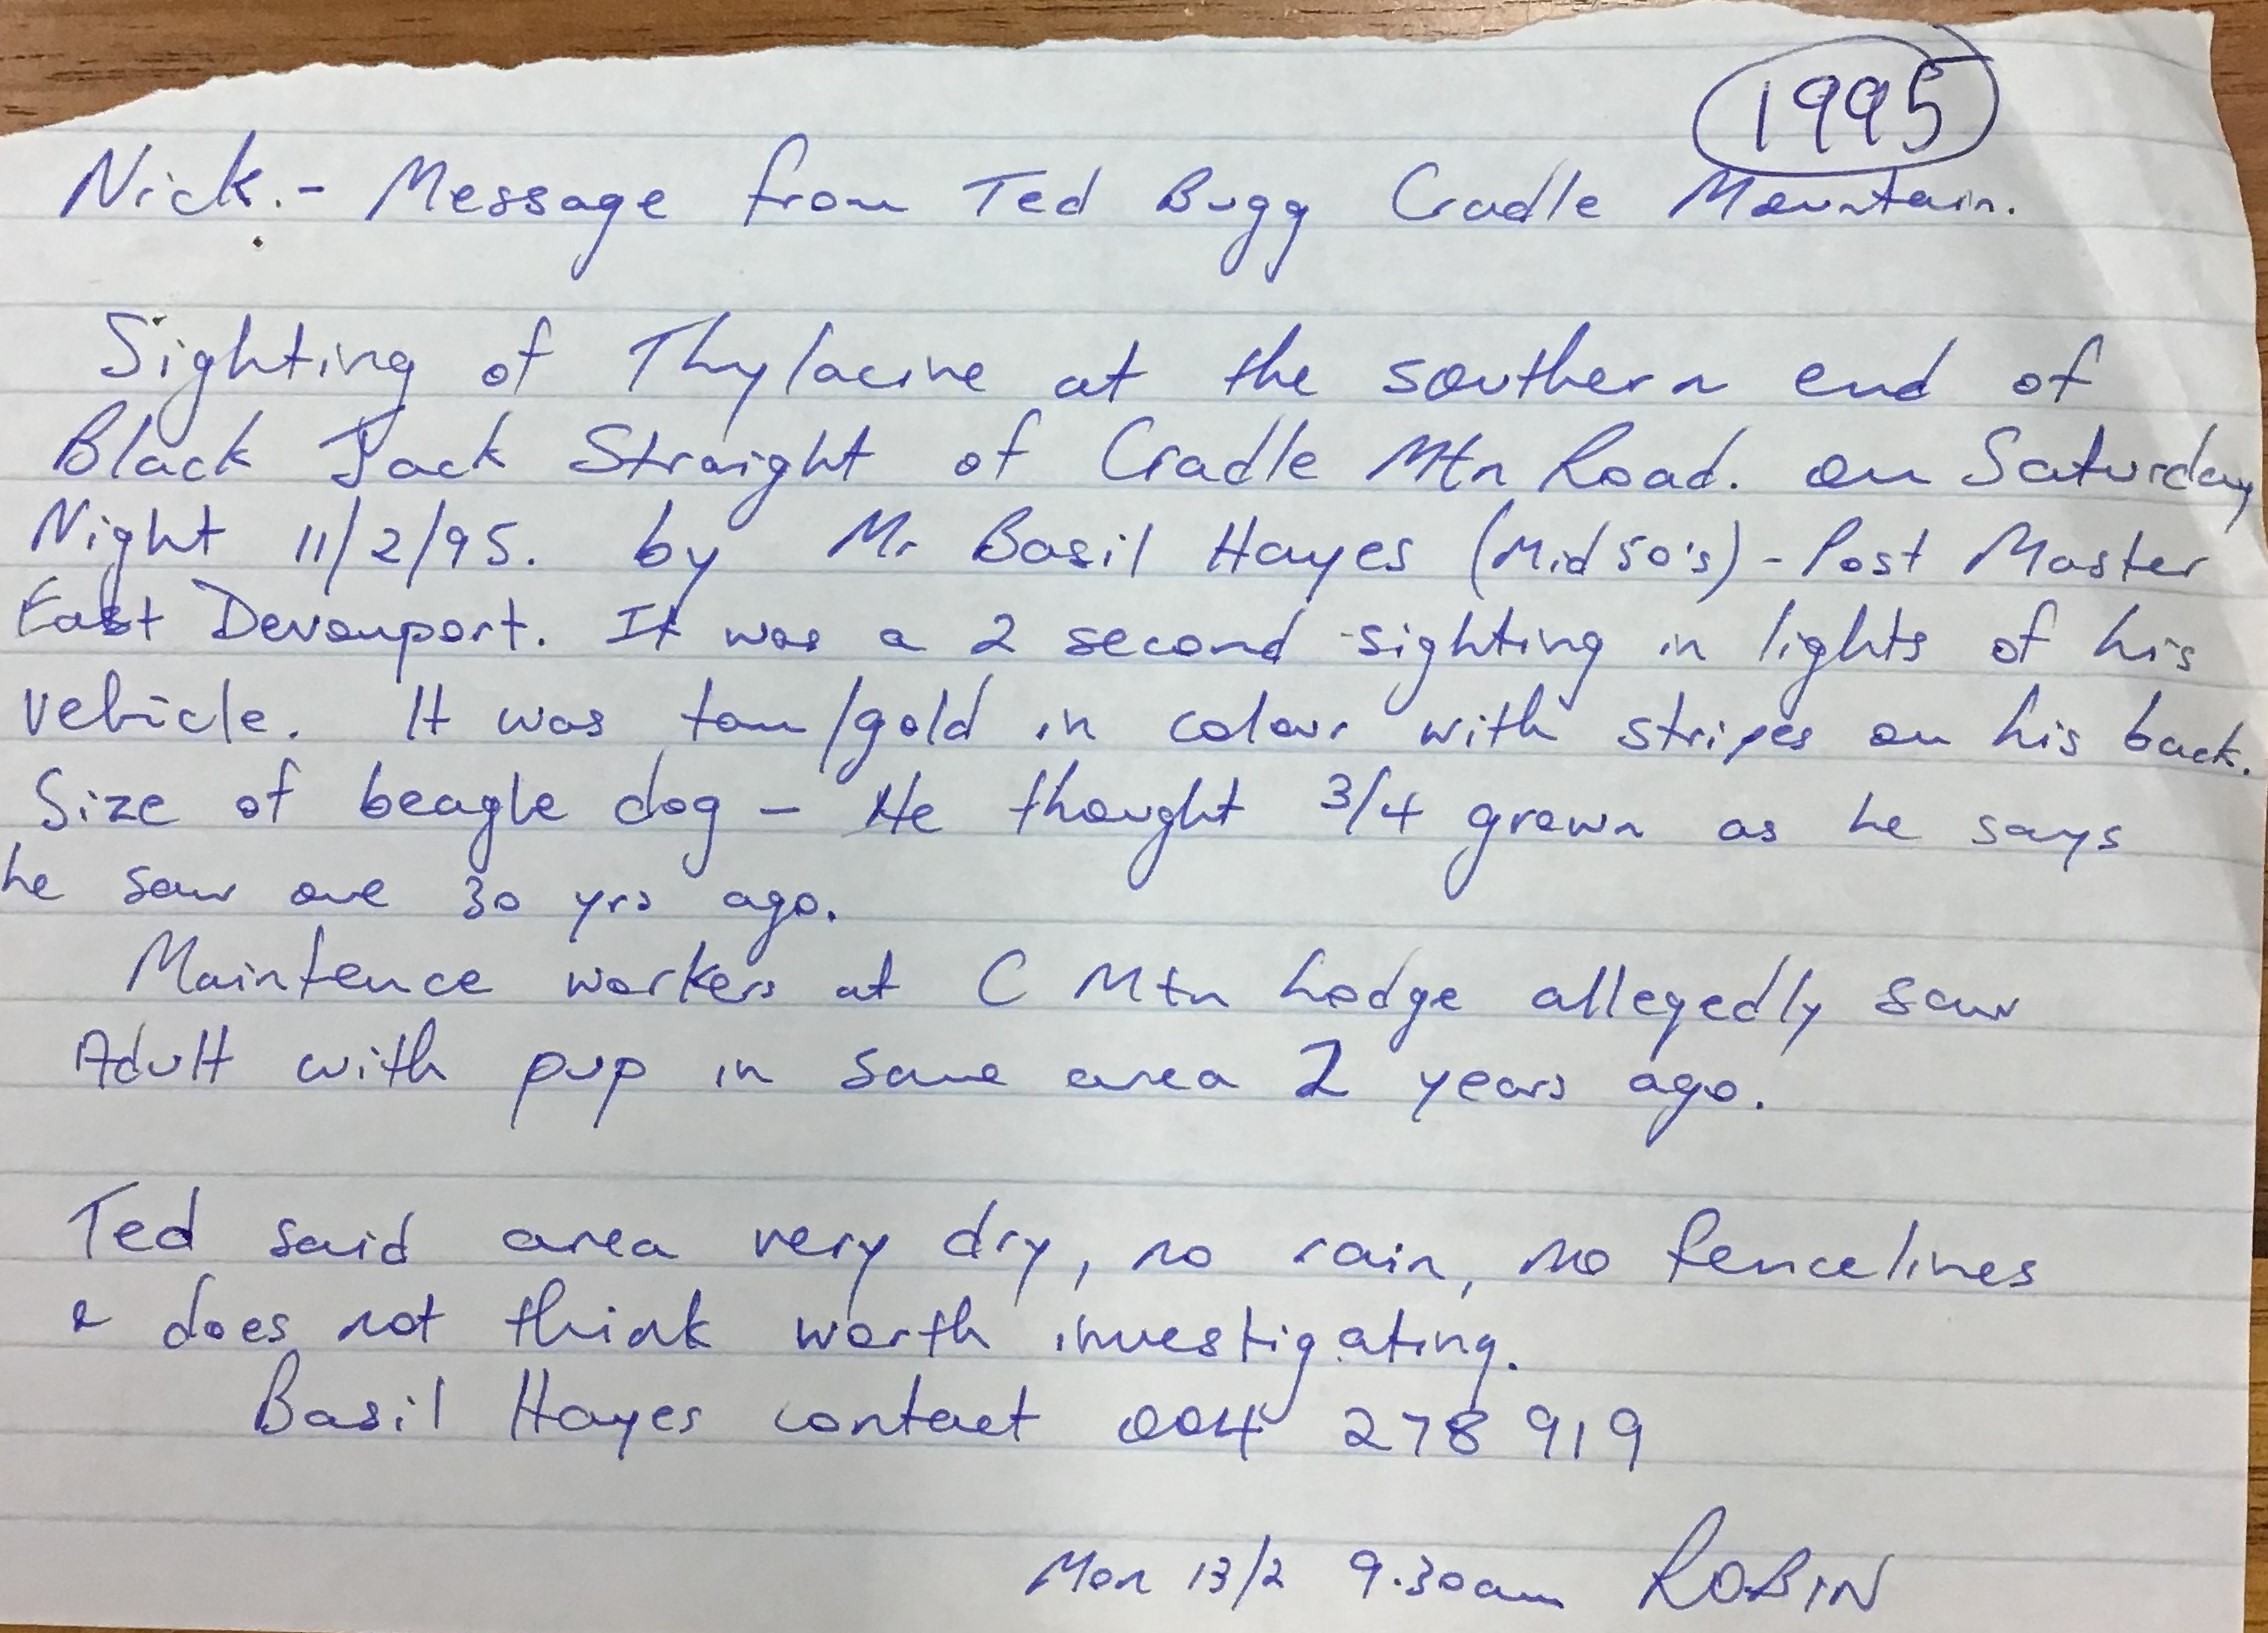 1995
Nick. - Message from Ted Bugg Cradle Mountain.
Sighting of Thylacine at the southern end of
Black Jack Straight of Cradle Mtn Road. on Saturday
Night 11/2/95. by Mr Basil Hayes (Mid 50's) - Post Master
East Devonport. It was a 2 second sighting in lights of his
vehicle. It was tan/gold in colour with stripes on his back.
Size of beagle dog - He thought 3/4 grown as he says
he saw one 30 yrs ago.
Maintence workers at C Mtn Lodge allegedly saw
Adult with pup in same area 2 years ago.
Ted said area very dry, no rain, no fencelines
& does not think worth investigating.
Basil Hayes contact 004 278 919
Mon 13/2 9.30am ROBIN